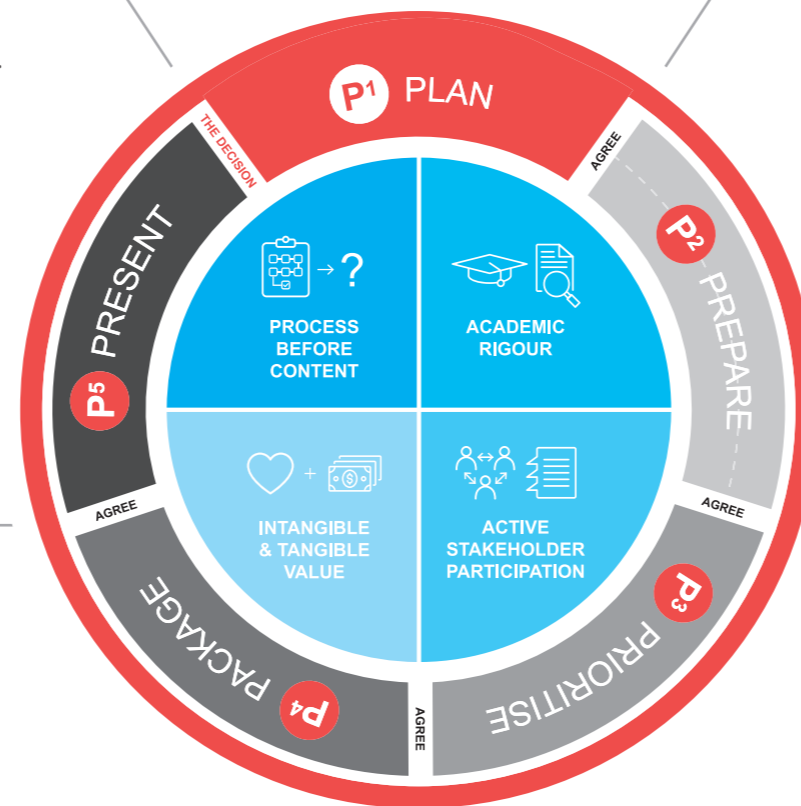 P1 PLAN
AGREE
P2 PREPARE
AGREE
P3 PRIORITISE
AGREE
P4 PACKAGE
AGREE
P5 PRESENT
THE DECISION
?
PROCESS
BEFORE
CONTENT
ACADEMIC
RIGOUR
+
$
INTANGIBLE
& TANGIBLE
VALUE
ACTIVE
STAKEHOLDER
PARTICIPATION